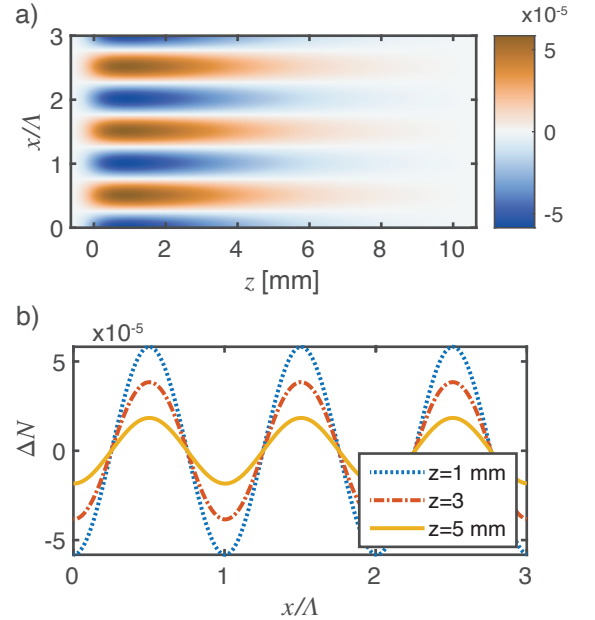 a)
x10⁻⁵
3
2
1
0
x/Λ
5
0
-5
0 2 4 6 8 10
z [mm]
b)
x10⁻⁵
5
0
-5
ΔN
z=1 mm
z=3
z=5 mm
0 1 2 3
x/Λ